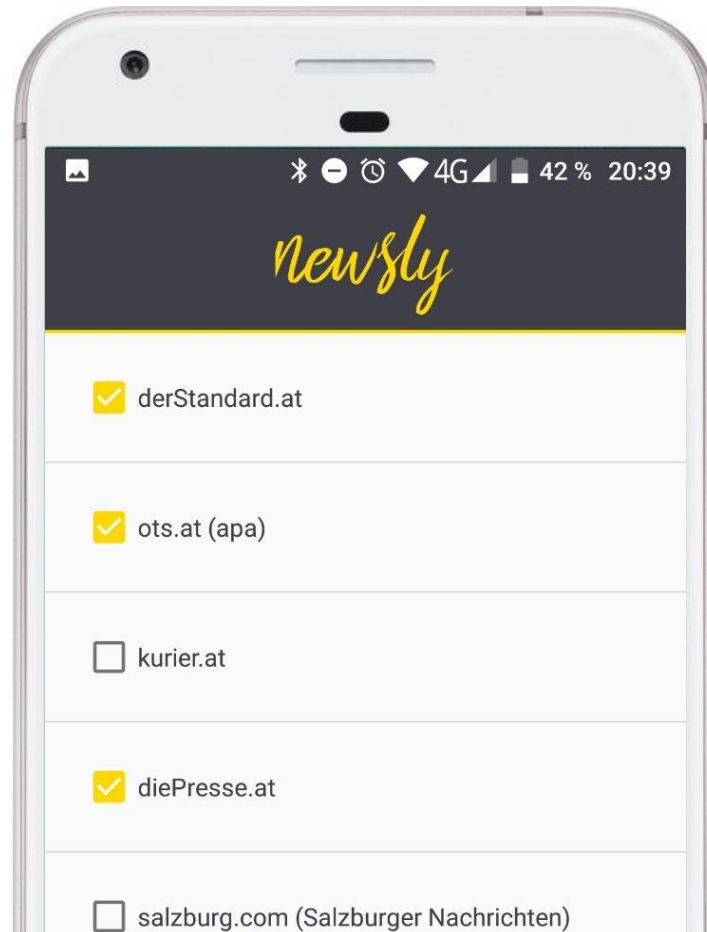 4G 42 % 20:39
newsly
derStandard.at
ots.at (apa)
kurier.at
diePresse.at
salzburg.com (Salzburger Nachrichten)